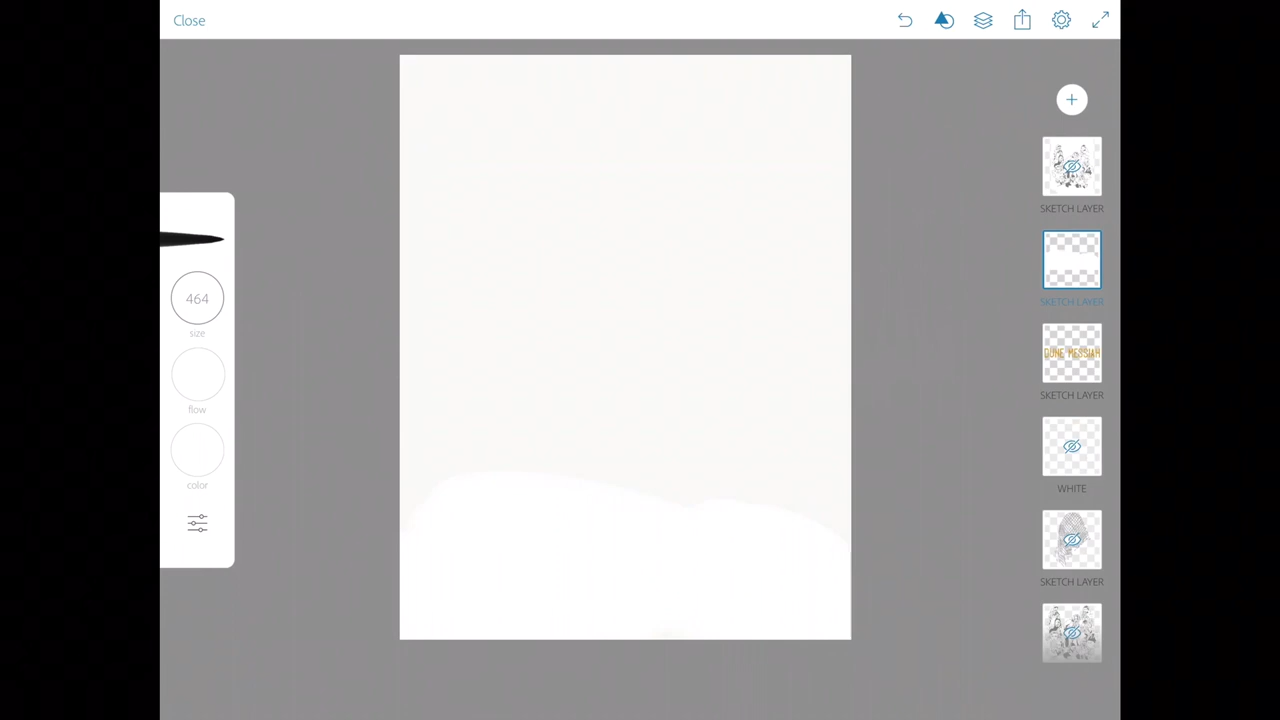 Close
464
size
flow
color
SKETCH LAYER
SKETCH LAYER
DUNE MESSIAH
SKETCH LAYER
WHITE
SKETCH LAYER